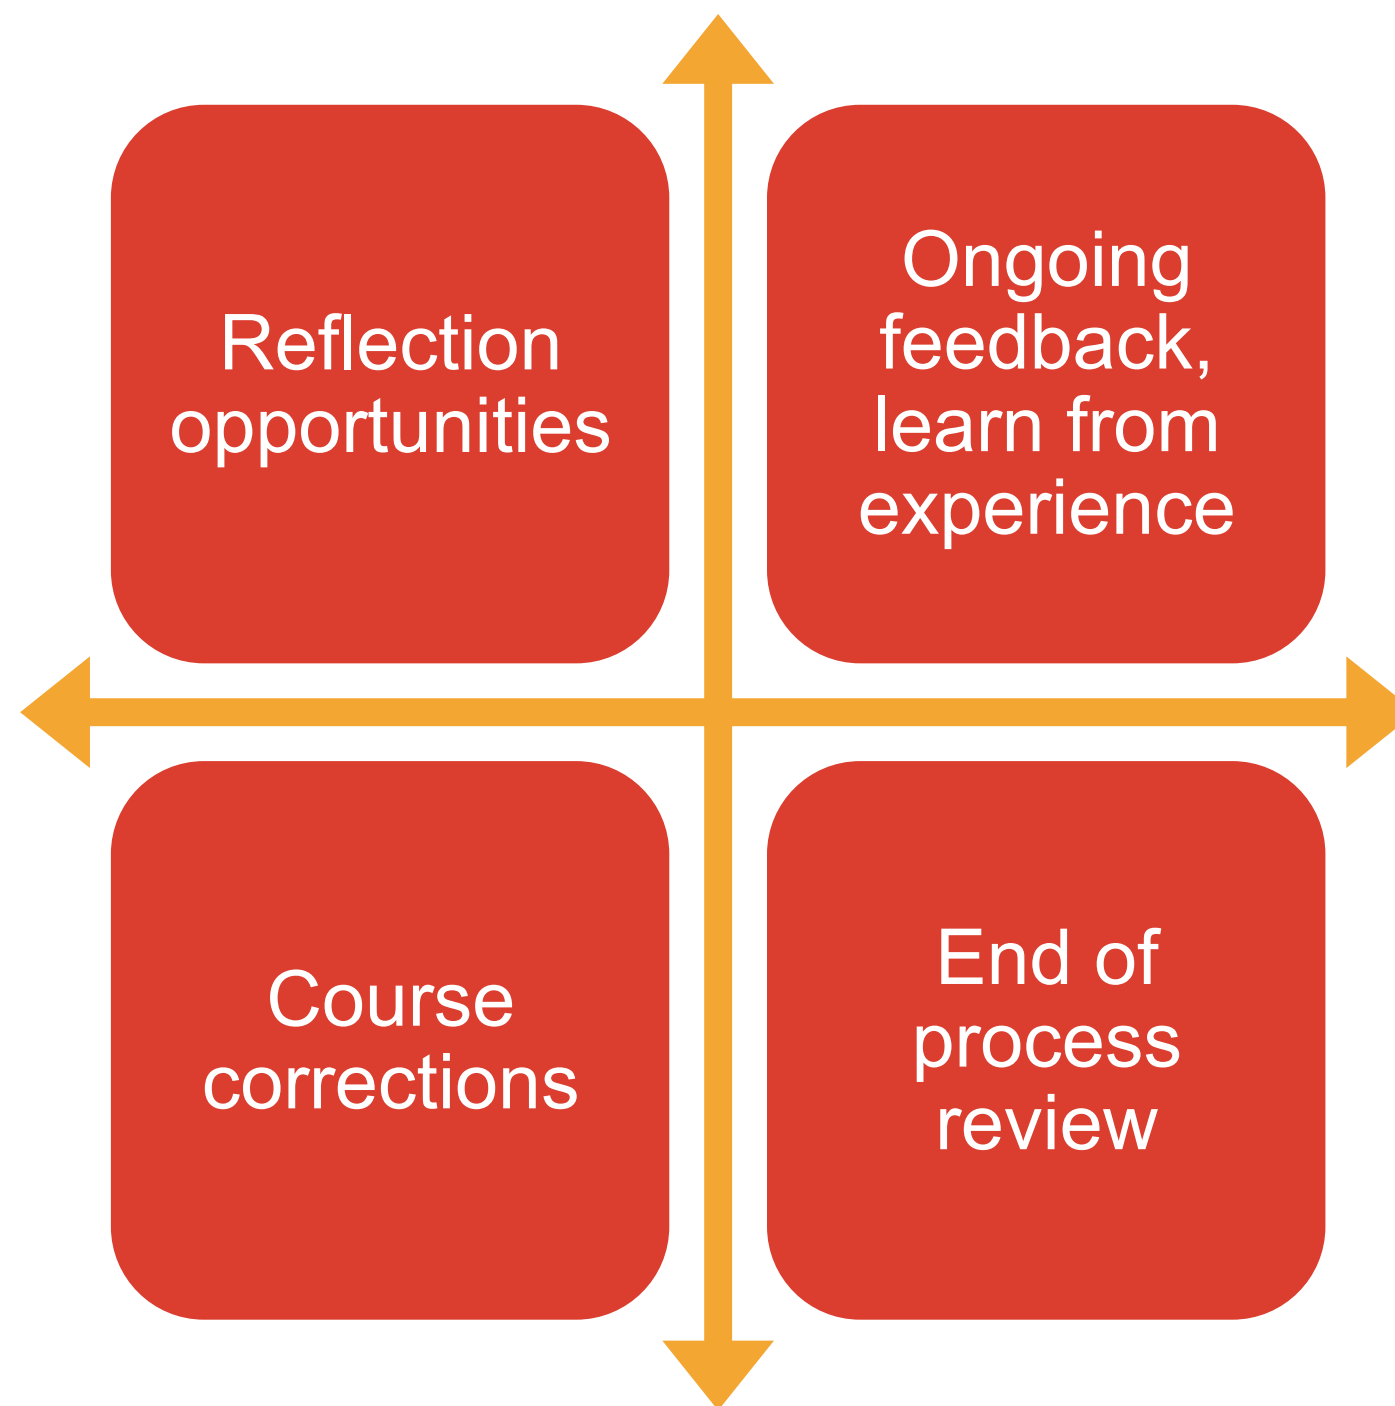 Reflection
opportunities
Ongoing
feedback,
learn from
experience
Course
corrections
End of
process
review